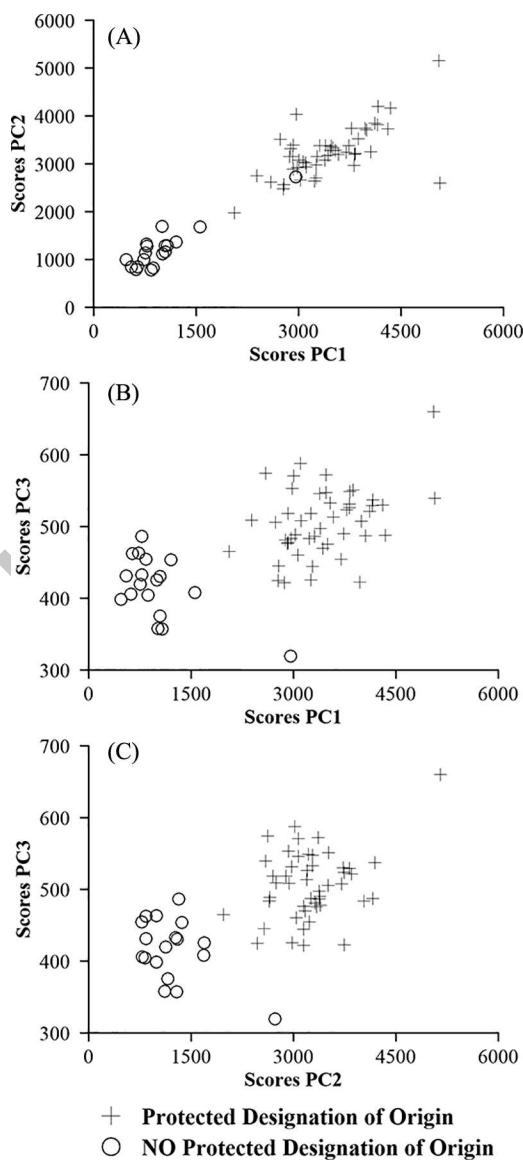 (A)
6000
5000
4000
3000
2000
1000
0
Scores PC2
0 1500 3000 4500 6000
Scores PC1
(B)
700
600
500
400
300
Scores PC3
0 1500 3000 4500 6000
Scores PC1
(C)
700
600
500
400
300
Scores PC3
0 1500 3000 4500 6000
Scores PC2
Protected Designation of Origin
NO Protected Designation of Origin